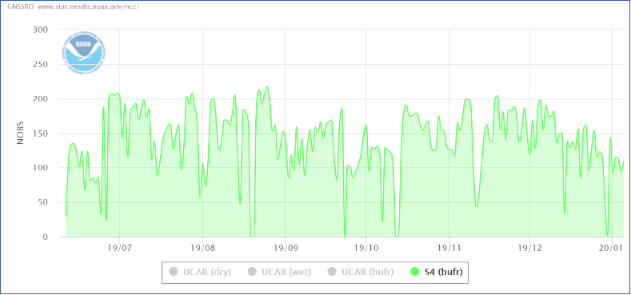 GNSSRO: www.star.nesdis.noaa.gov/ncc/
300
250
200
150
100
50
0
NOBS
19/07
19/08
19/09
19/10
19/11
19/12
20/01
UCAR (dry)
UCAR (wet)
UCAR (bufr)
S4 (bufr)